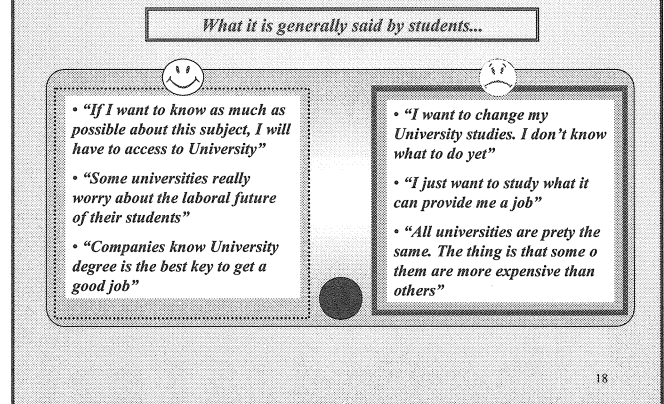 What it is generally said by students...
• “If I want to know as much as
possible about this subject, I will
have to access to University”
• “Some universities really
worry about the laboral future
of their students”
• “Companies know University
degree is the best key to get a
good job”
• “I want to change my
University studies. I don’t know
what to do yet”
• “I just want to study what it
can provide me a job”
• “All universities are prety the
same. The thing is that some o
them are more expensive than
others”
18